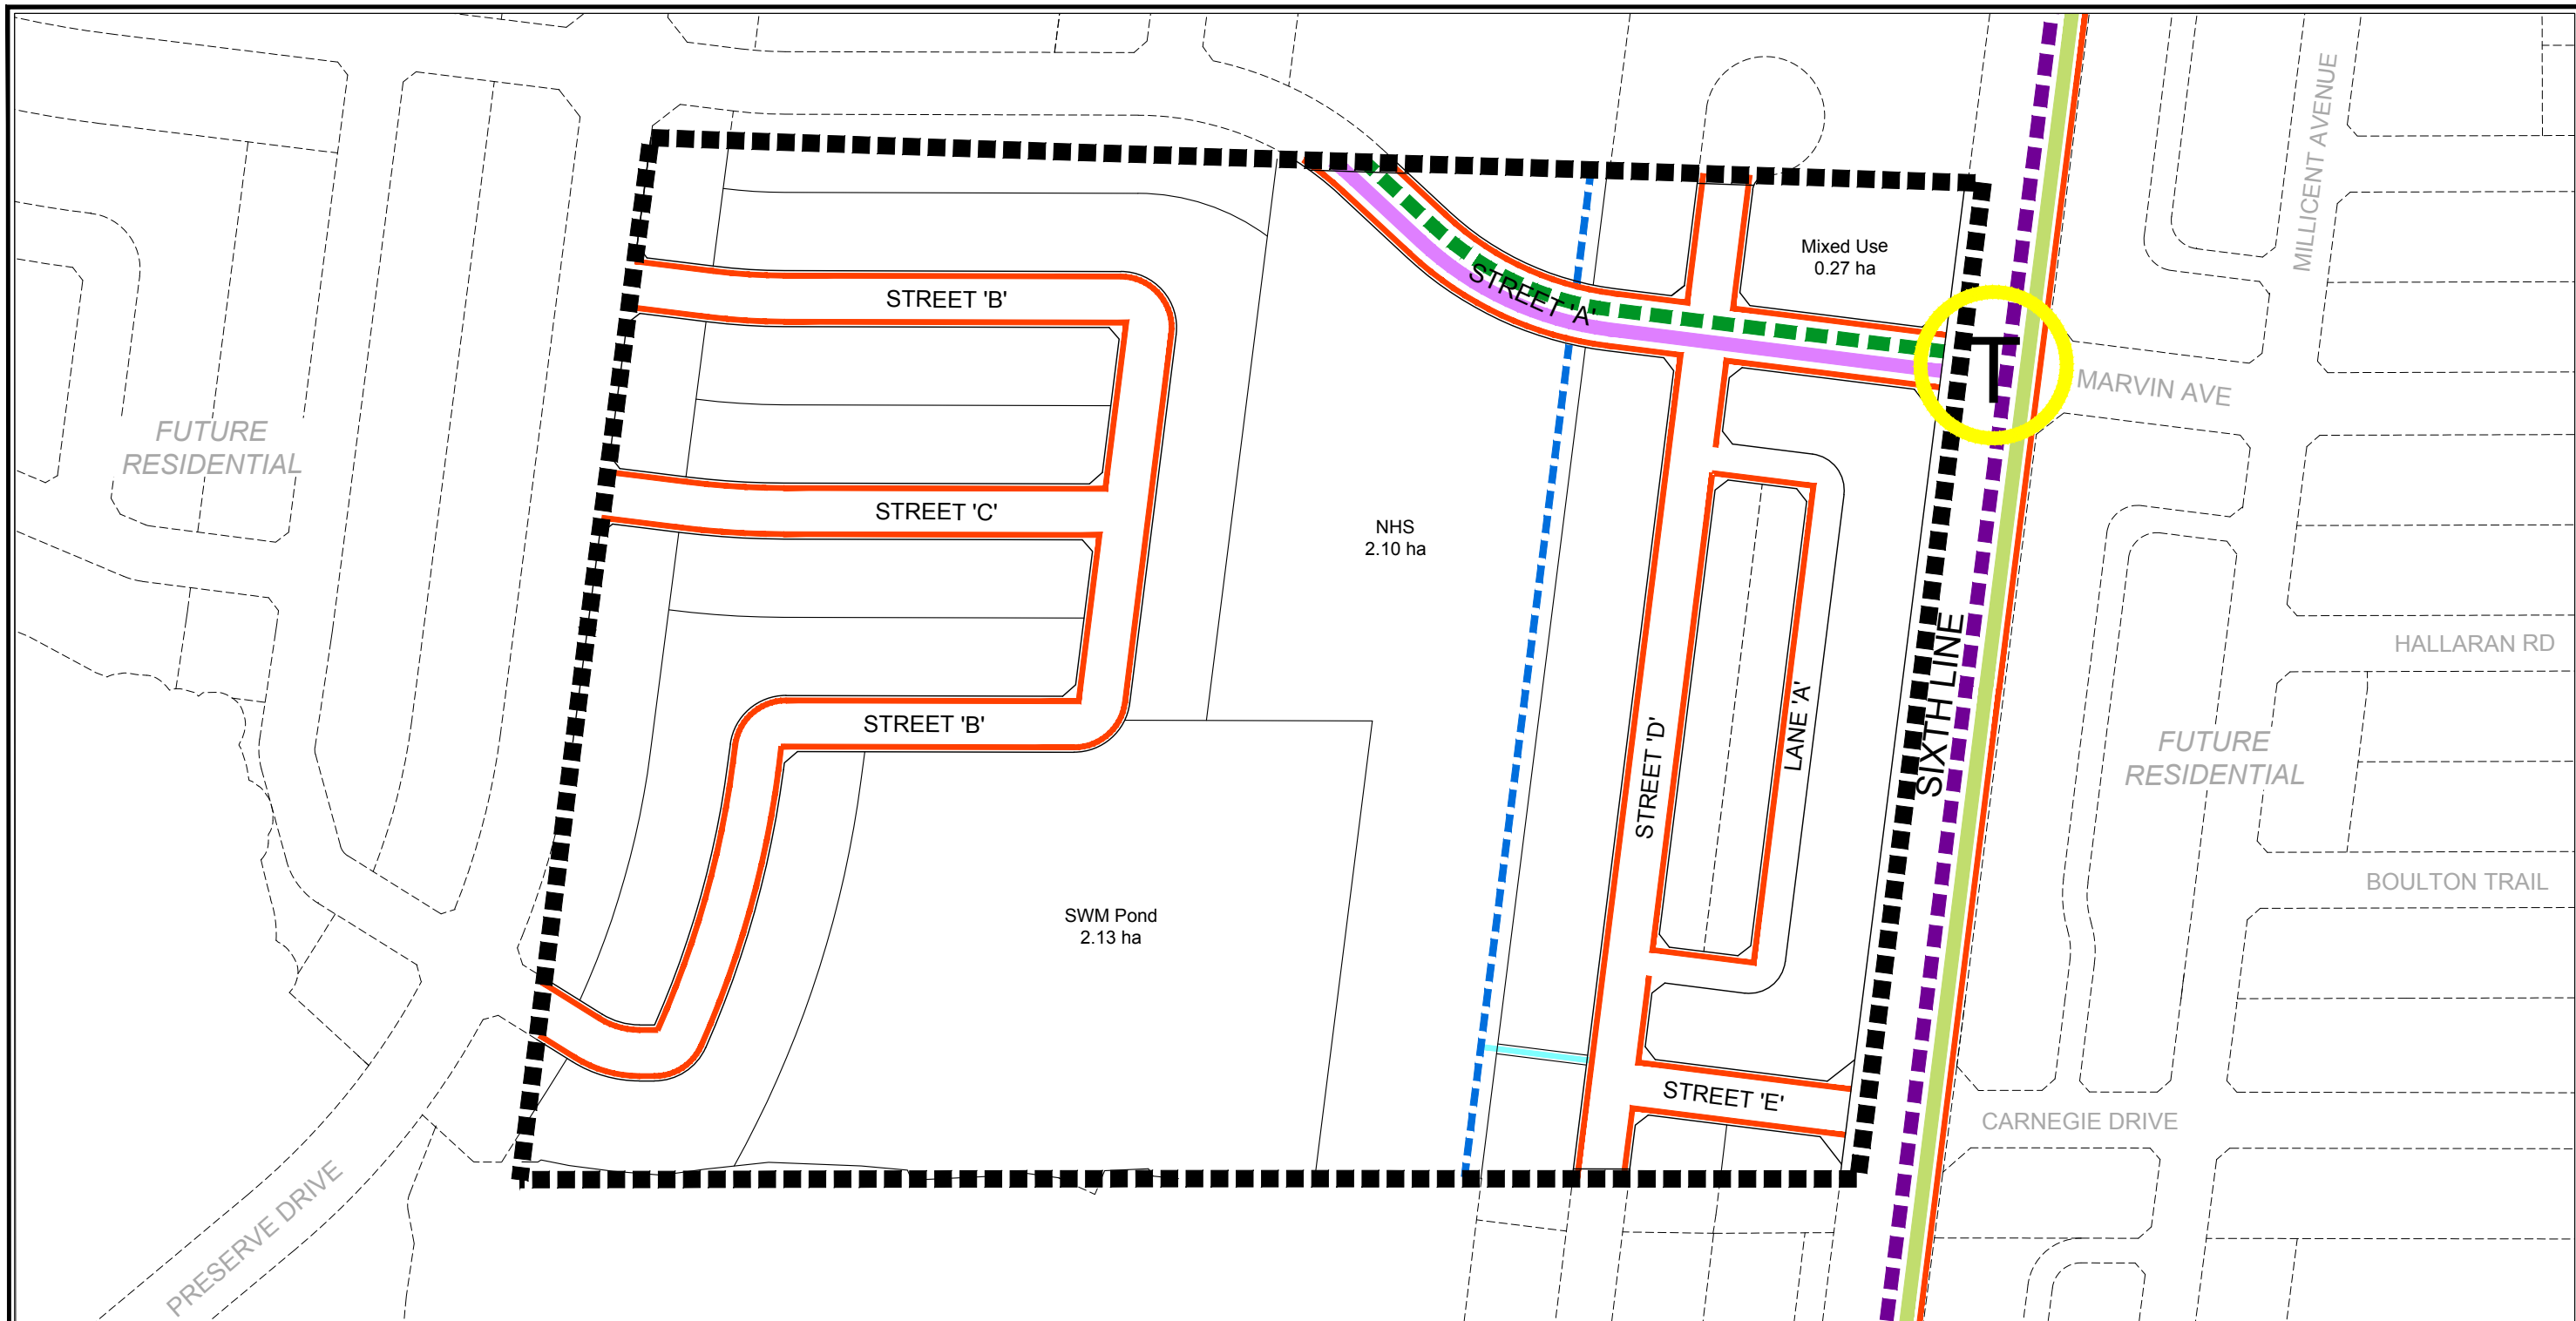 MILLICENT AVENUE
Mixed Use
0.27 ha
STREET 'A'
STREET 'B'
T
MARVIN AVE
FUTURE
RESIDENTIAL
STREET 'C'
NHS
2.10 ha
HALLARAN RD
SIXTH LINE
LANE 'A'
STREET 'B'
STREET 'D'
FUTURE
RESIDENTIAL
BOULTON TRAIL
SWM Pond
2.13 ha
STREET 'E'
CARNEGIE DRIVE
PRESERVE DRIVE